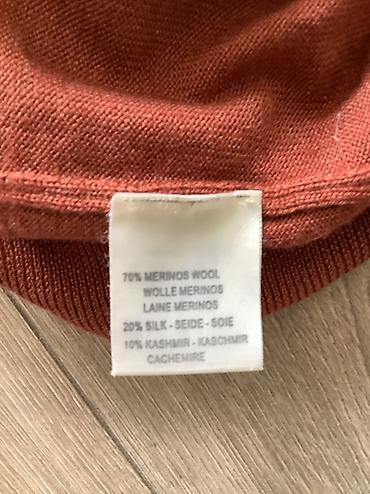 70% MERINOS WOOL
WOLLE MERINOS
LAINE MERINOS
20% SILK - SEIDE - SOIE
10% KASHMIR - KASCHMIR
CACHEMIRE